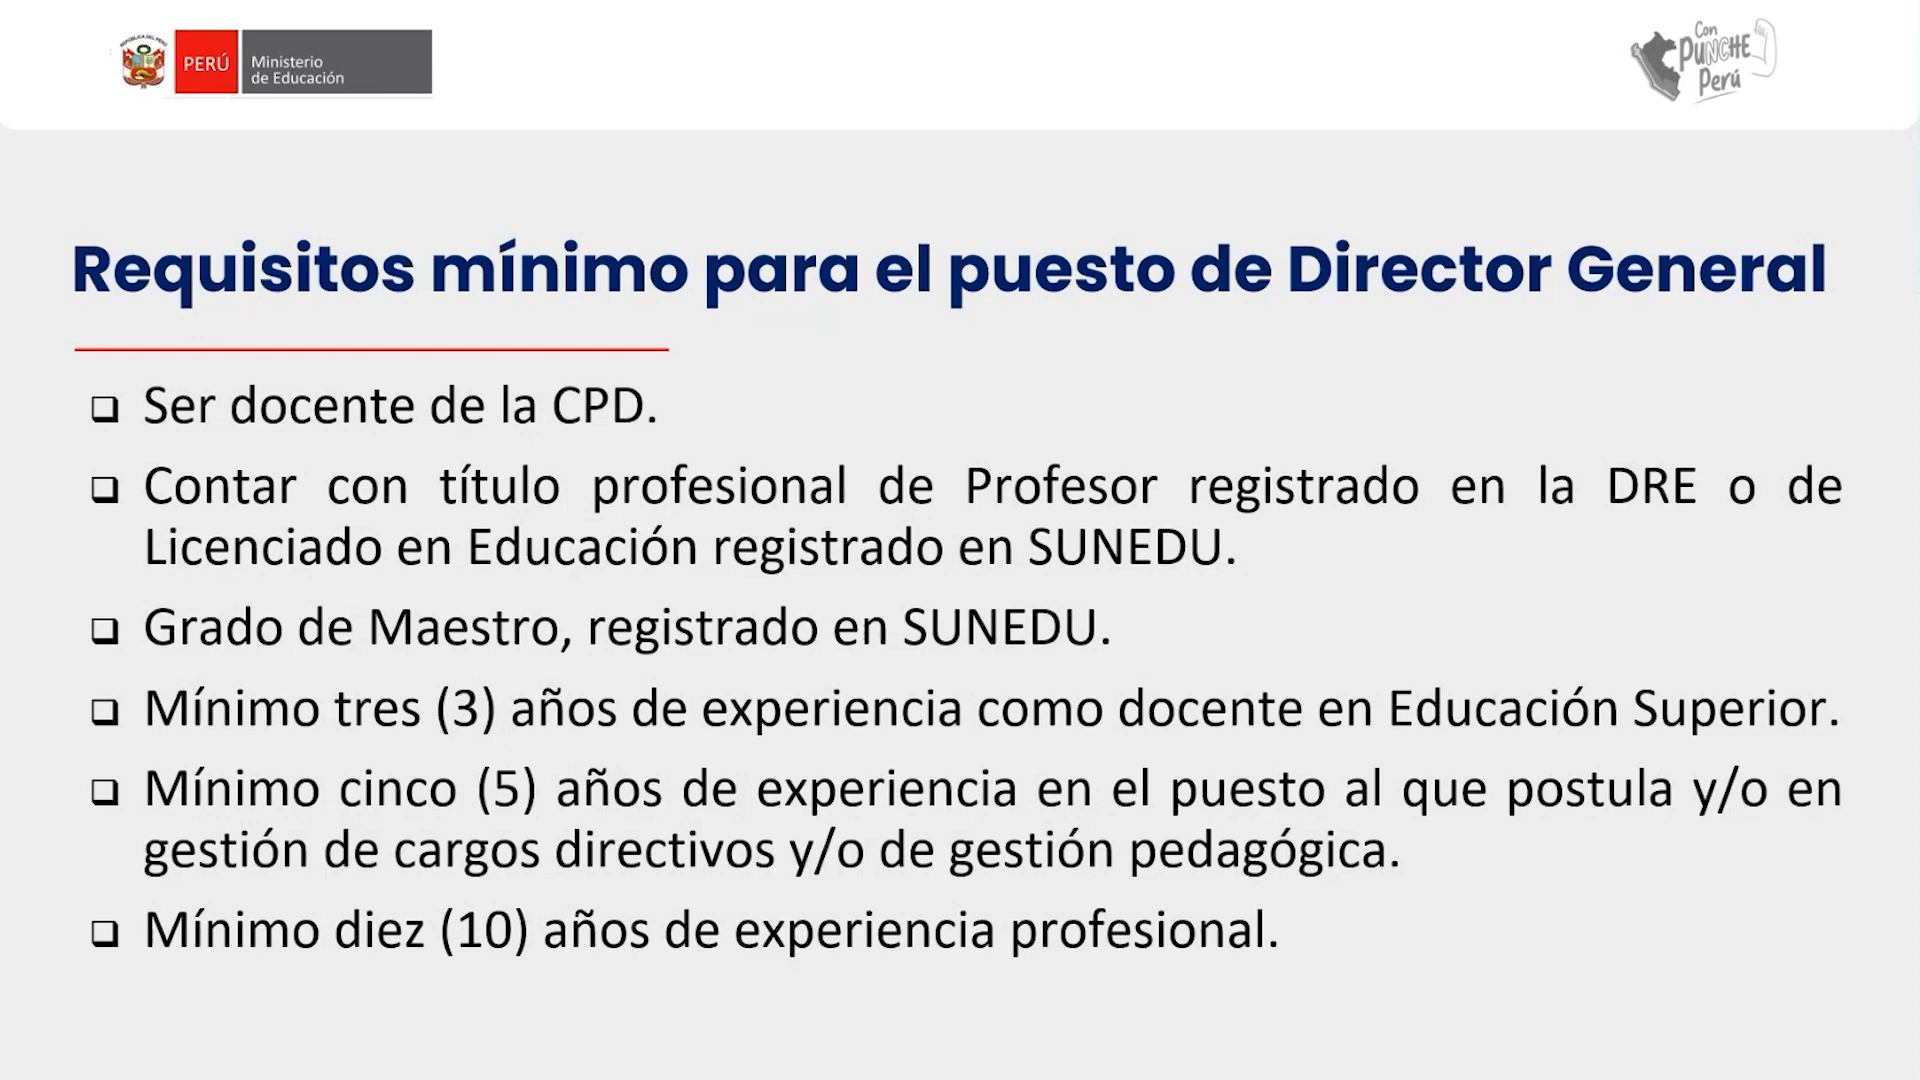 REPÚBLICA DEL PERÚ
PERÚ
Ministerio
de Educación
Con
PUNCHE
Perú
Requisitos mínimo para el puesto de Director General
❑ Ser docente de la CPD.
❑ Contar con título profesional de Profesor registrado en la DRE o de
Licenciado en Educación registrado en SUNEDU.
❑ Grado de Maestro, registrado en SUNEDU.
❑ Mínimo tres (3) años de experiencia como docente en Educación Superior.
❑ Mínimo cinco (5) años de experiencia en el puesto al que postula y/o en
gestión de cargos directivos y/o de gestión pedagógica.
❑ Mínimo diez (10) años de experiencia profesional.